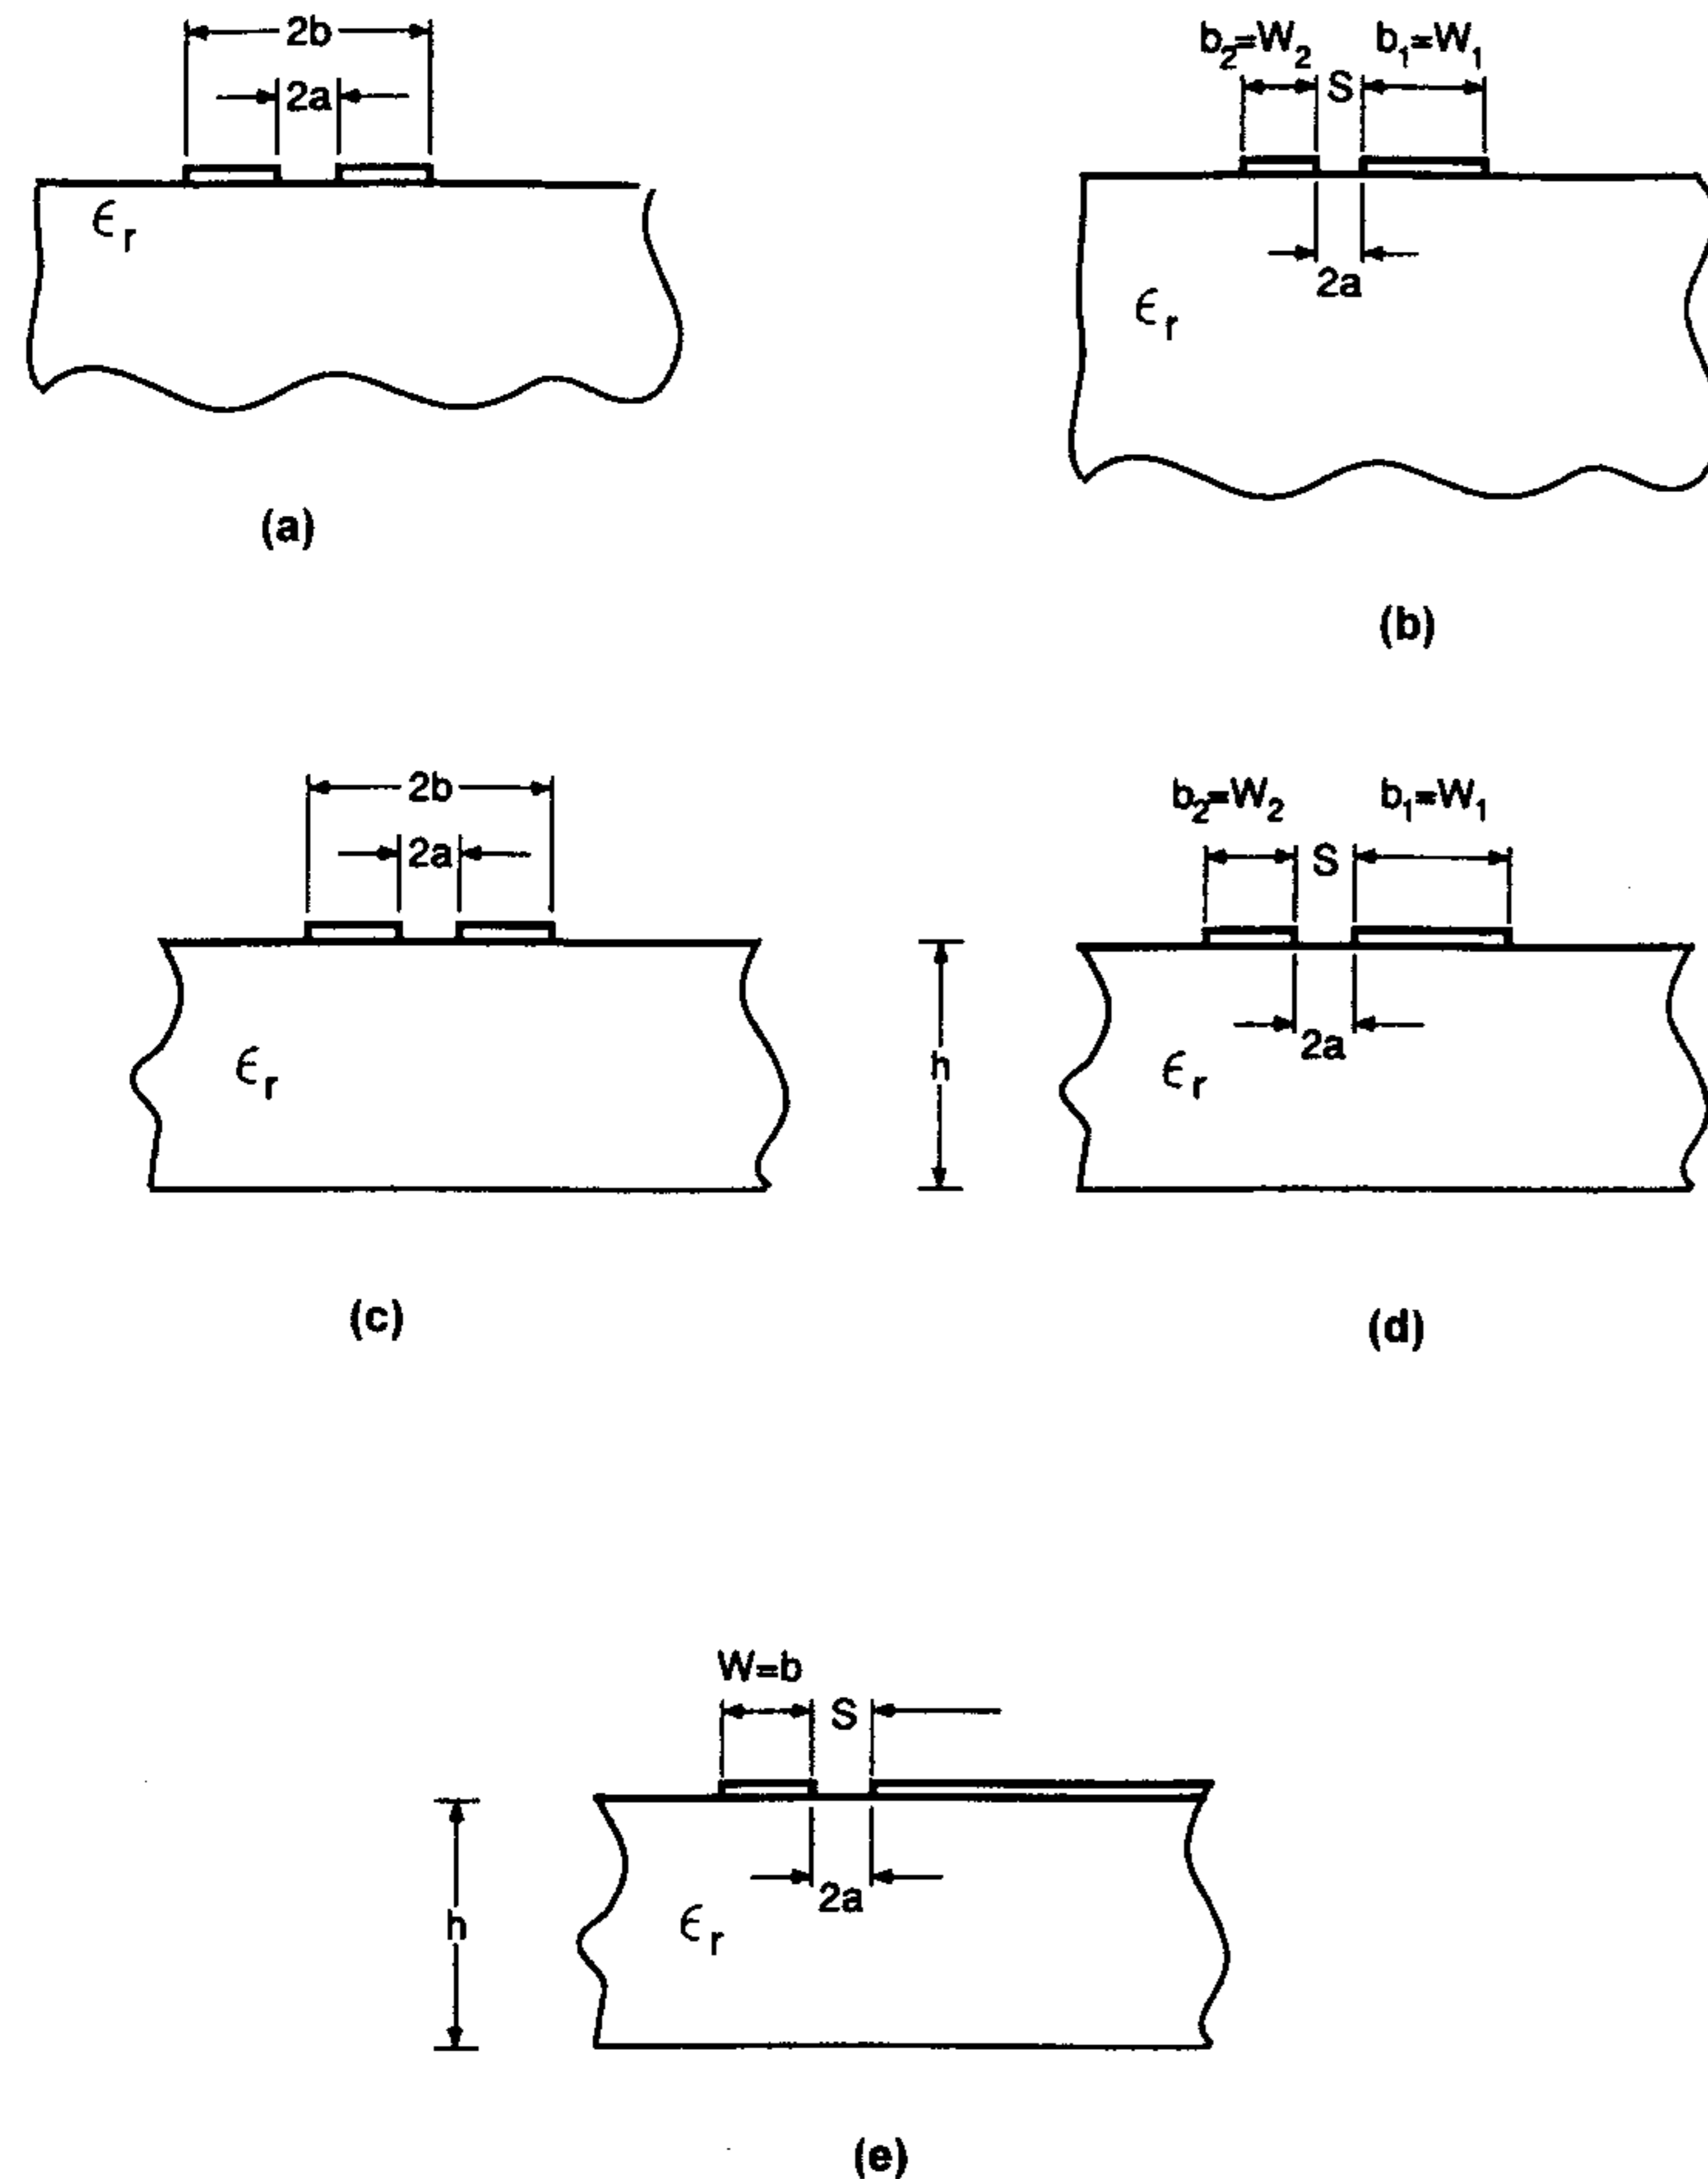 2b
2a
ϵr
(a)
b2=W2 b1=W1
S
2a
ϵr
(b)
2b
2a
ϵr
(c)
b2=W2 b1=W1
S
2a
h
ϵr
(d)
W=b
S
2a
h
ϵr
(e)